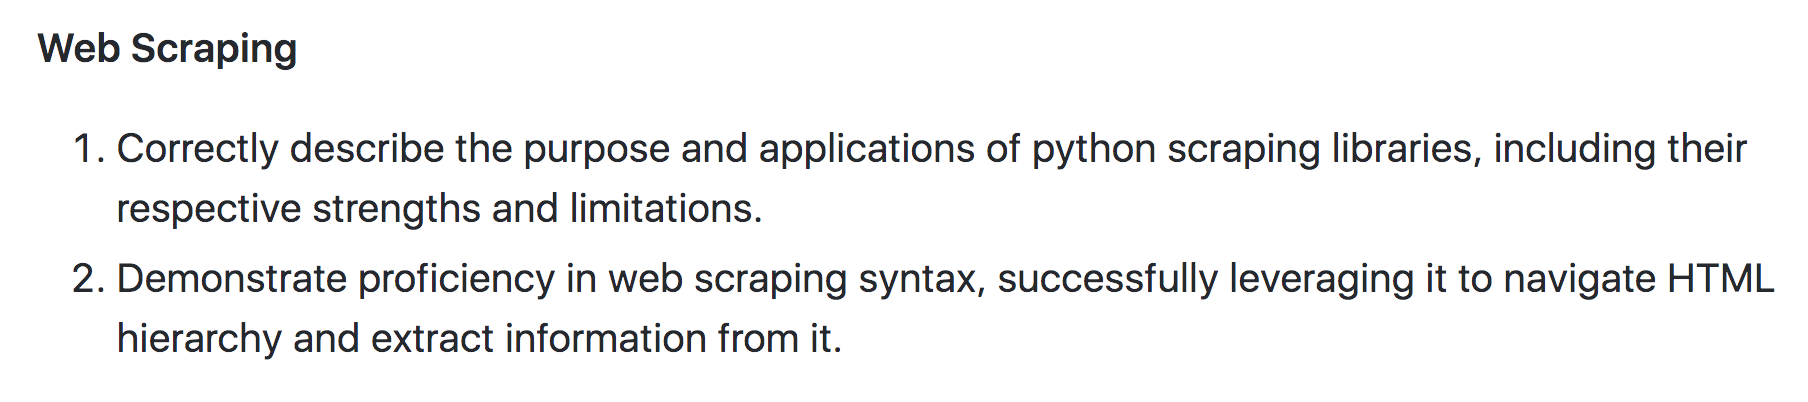 Web Scraping
1. Correctly describe the purpose and applications of python scraping libraries, including their
respective strengths and limitations.
2. Demonstrate proficiency in web scraping syntax, successfully leveraging it to navigate HTML
hierarchy and extract information from it.